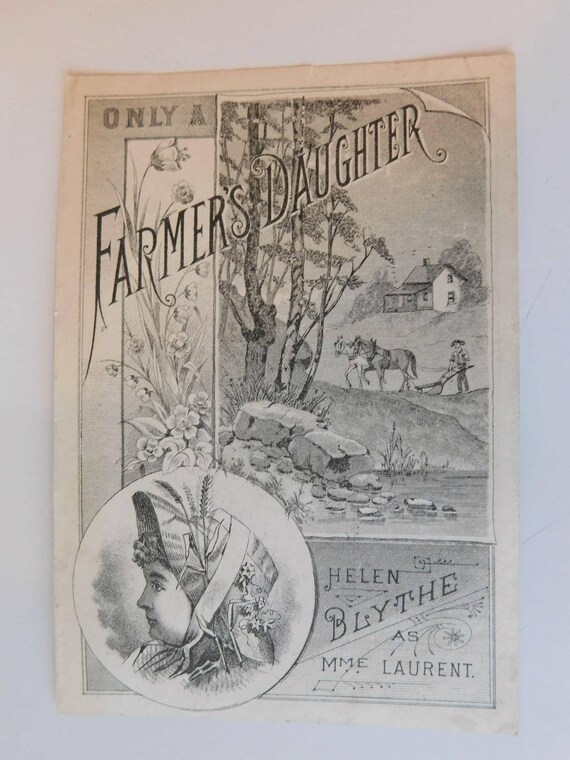 ONLY A
FARMER'S DAUGHTER
HELEN
BLYTHE
AS
MME LAURENT.